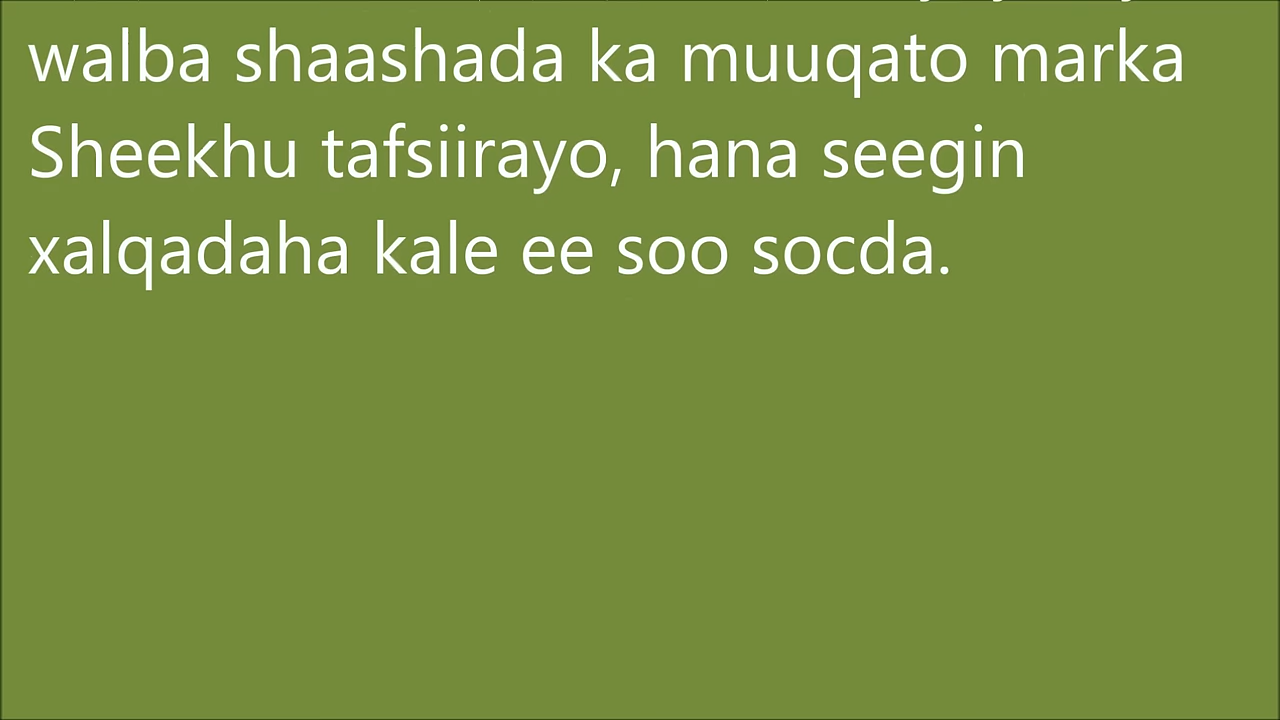 walba shaashada ka muuqato marka
Sheekhu tafsiirayo, hana seegin
xalqadaha kale ee soo socda.